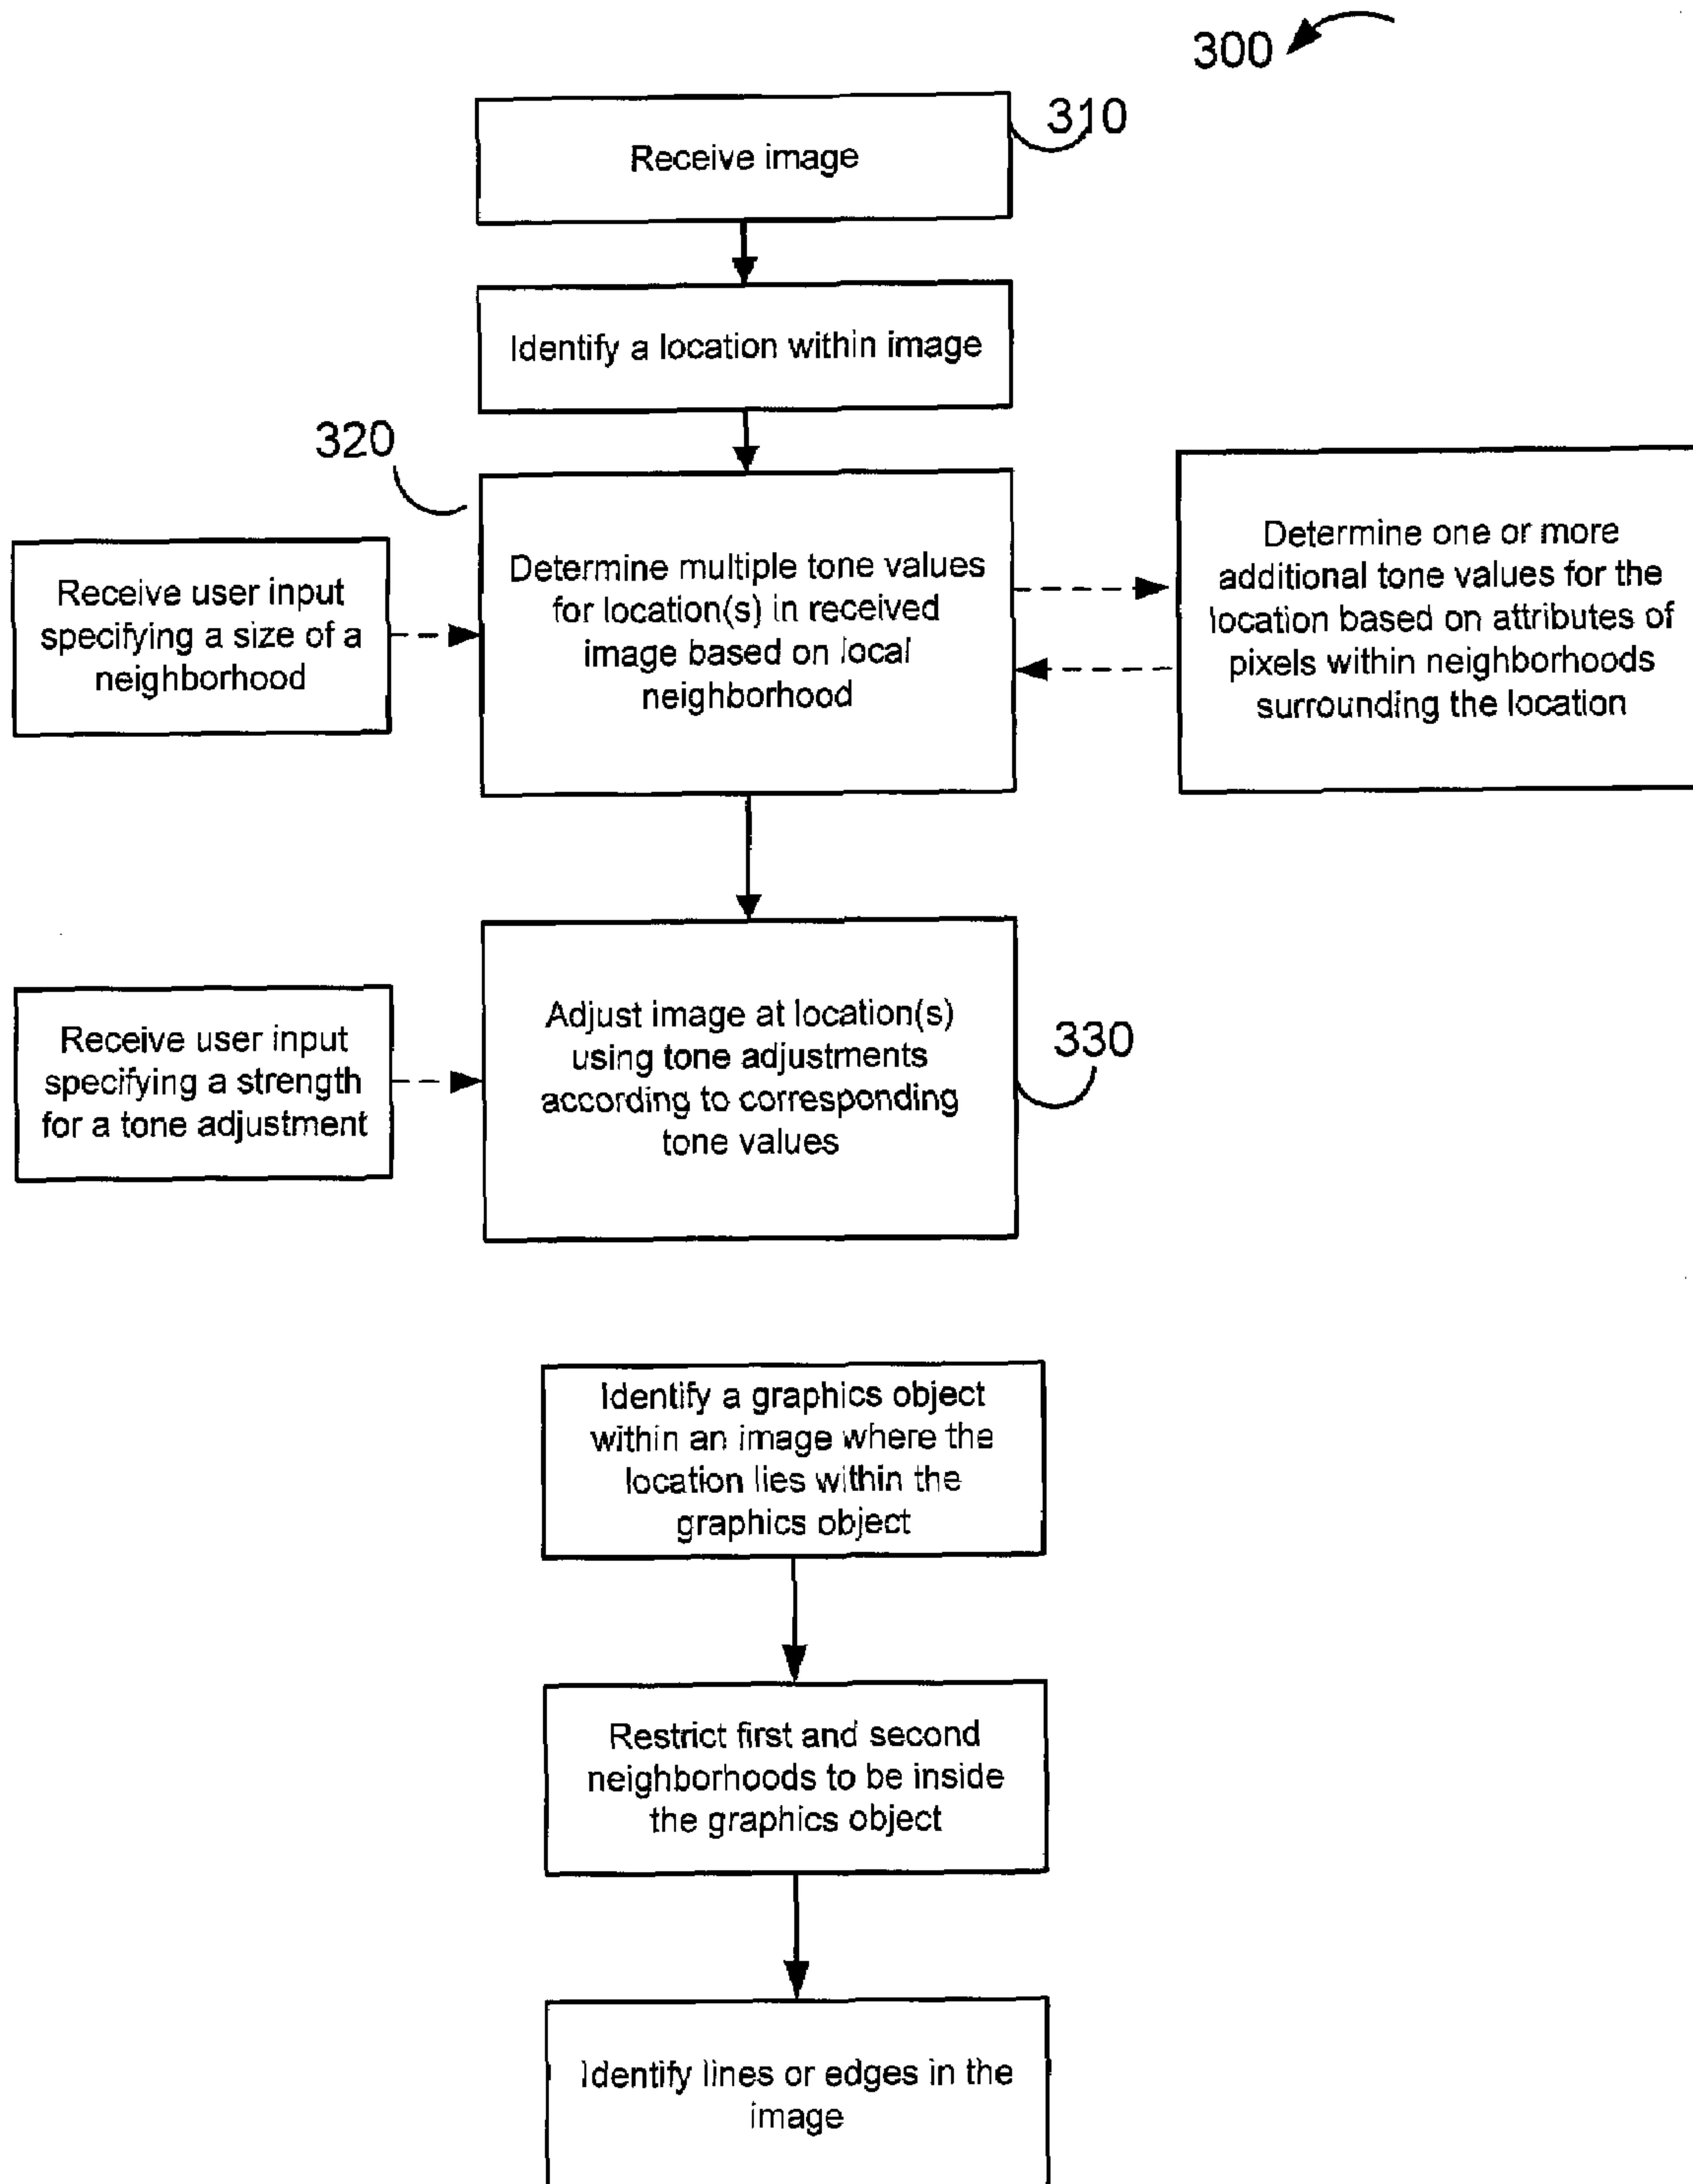 300
310
Receive image
Identify a location within image
320
Receive user input
specifying a size of a
neighborhood
Determine multiple tone values
for location(s) in received
image based on local
neighborhood
Determine one or more
additional tone values for the
location based on attributes of
pixels within neighborhoods
surrounding the location
Receive user input
specifying a strength
for a tone adjustment
Adjust image at location(s)
using tone adjustments
according to corresponding
tone values
330
Identify a graphics object
within an image where the
location lies within the
graphics object
Restrict first and second
neighborhoods to be inside
the graphics object
Identify lines or edges in the
image